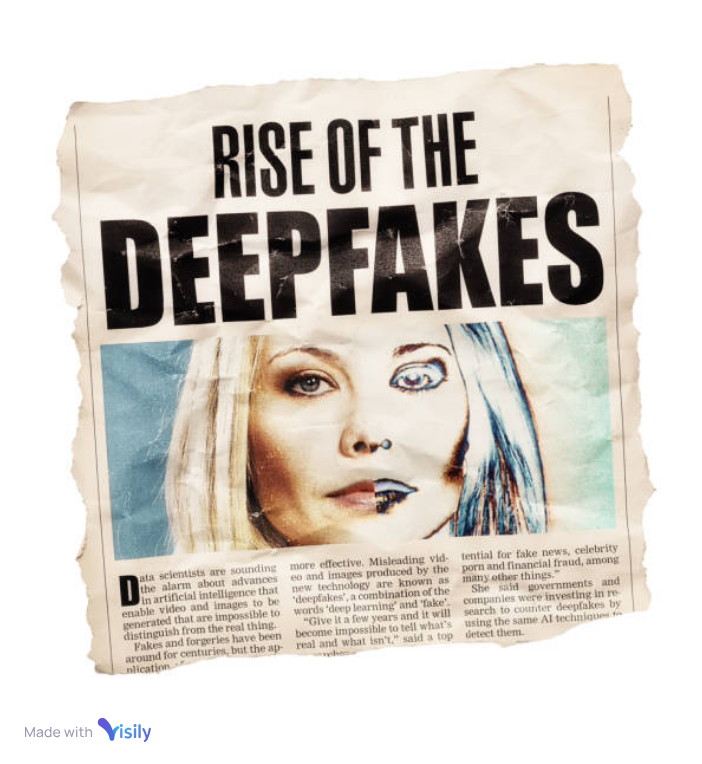 RISE OF THE
DEEPFAKES
Data scientists are sounding
the alarm about advances
in artificial intelligence that
enable video and images to be
generated that are impossible to
distinguish from the real thing.
Fakes and forgeries have been
around for centuries, but the ap-
plication
more effective. Misleading vid-
eo and images produced by the
new technology are known as
'deepfakes', a combination of the
words 'deep learning' and 'fake'.
"Give it a few years and it will
become impossible to tell what's
real and what isn't," said a top
tential for fake news, celebrity
porn and financial fraud, among
many other things."
She said governments and
companies were investing in re-
search to counter deepfakes by
using the same AI techniques to
detect them.
Made with Visily